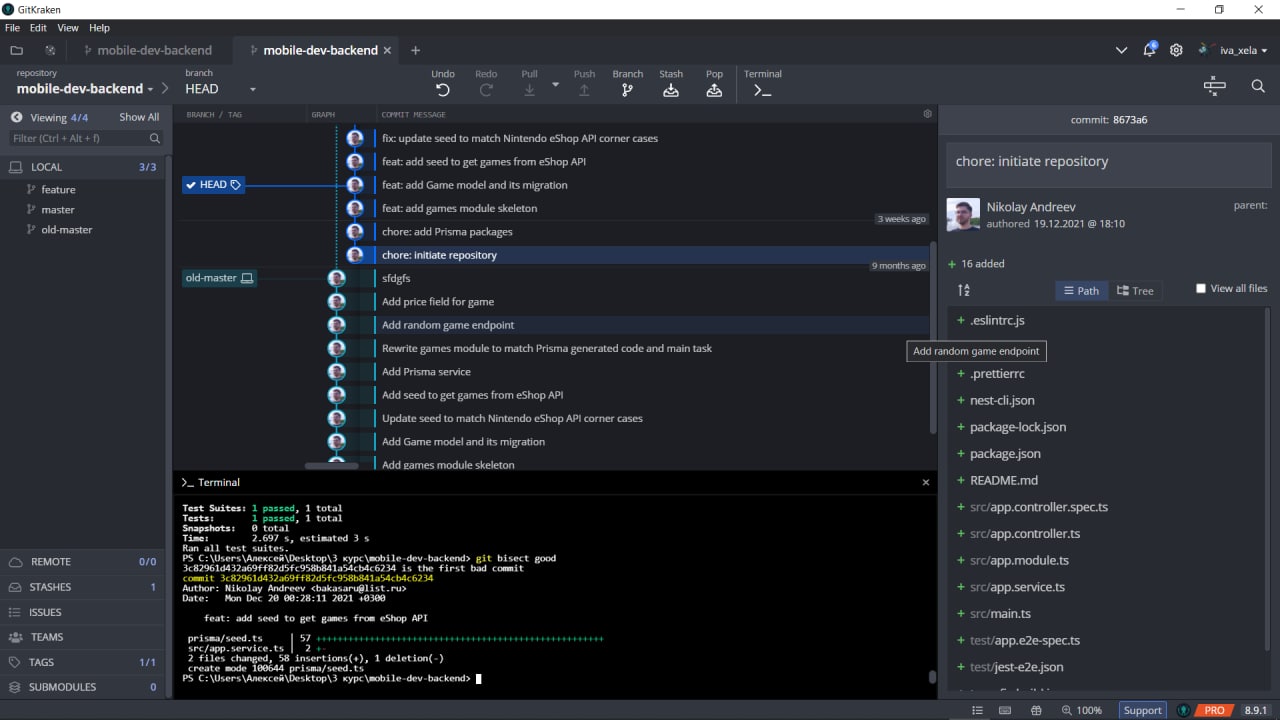 GitKraken
File Edit View Help
mobile-dev-backend
mobile-dev-backend
iva_xela
repository
mobile-dev-backend
branch
HEAD
Undo
Redo
Pull
Push
Branch
Stash
Pop
Terminal
Viewing 4/4 Show All
Filter (Ctrl + Alt + f)
LOCAL 3/3
feature
master
old-master
REMOTE 0/0
STASHES 1
ISSUES
TEAMS
TAGS 1/1
SUBMODULES 0
BRANCH / TAG GRAPH COMMIT MESSAGE
fix: update seed to match Nintendo eShop API corner cases
feat: add seed to get games from eShop API
HEAD feat: add Game model and its migration
feat: add games module skeleton
3 weeks ago
chore: add Prisma packages
chore: initiate repository
9 months ago
old-master sfdgfs
Add price field for game
Add random game endpoint
Rewrite games module to match Prisma generated code and main task
Add Prisma service
Add seed to get games from eShop API
Update seed to match Nintendo eShop API corner cases
Add Game model and its migration
Add games module skeleton
Terminal
Test Suites: 1 passed, 1 total
Tests: 1 passed, 1 total
Snapshots: 0 total
Time: 2.697 s, estimated 3 s
Ran all test suites.
PS C:\Users\Алексей\Desktop\3 курс\mobile-dev-backend> git bisect good
3c82961d432a69ff82d5fc958b841a54cb4c6234 is the first bad commit
commit 3c82961d432a69ff82d5fc958b841a54cb4c6234
Author: Nikolay Andreev <bakasaru@list.ru>
Date: Mon Dec 20 00:28:11 2021 +0300
feat: add seed to get games from eShop API
prisma/seed.ts | 57 +++++++++++++++++++++++++++++++++++++++++++++++++++++++++
src/app.service.ts | 2 +-
2 files changed, 58 insertions(+), 1 deletion(-)
create mode 100644 prisma/seed.ts
PS C:\Users\Алексей\Desktop\3 курс\mobile-dev-backend>
commit: 8673a6
chore: initiate repository
Nikolay Andreev
authored 19.12.2021 @ 18:10
parent:
+ 16 added
Path
Tree
View all files
+ .eslintrc.js
Add random game endpoint
+ .prettierrc
+ nest-cli.json
+ package-lock.json
+ package.json
+ README.md
+ src/app.controller.spec.ts
+ src/app.controller.ts
+ src/app.module.ts
+ src/app.service.ts
+ src/main.ts
+ test/app.e2e-spec.ts
+ test/jest-e2e.json
100%
Support
PRO
8.9.1